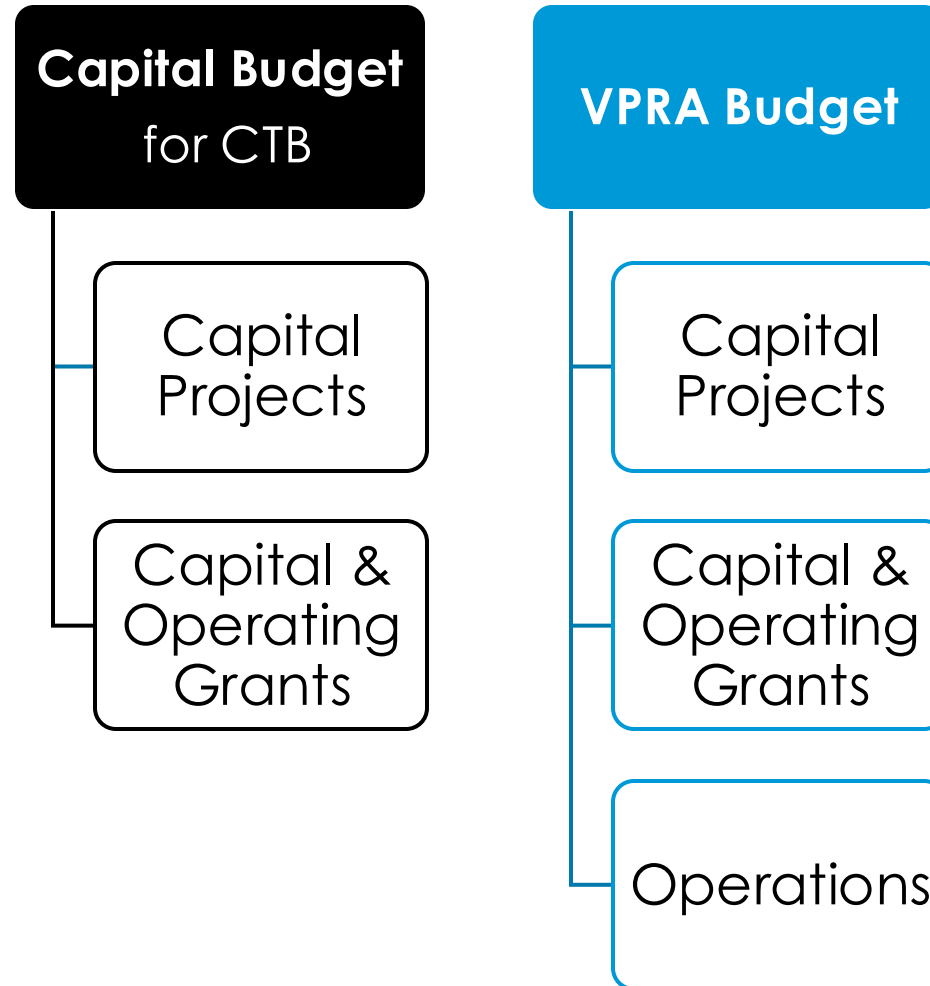 Capital Budget
for CTB
Capital
Projects
Capital &
Operating
Grants
VPRA Budget
Capital
Projects
Capital &
Operating
Grants
Operations